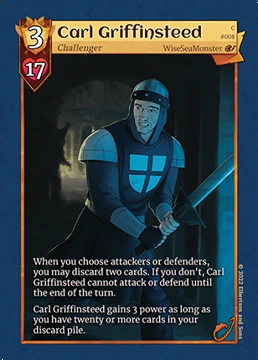 3
Carl Griffinsteed
C
#008
Challenger
WiseSeaMonster
17
When you choose attackers or defenders,
you may discard two cards. If you don't, Carl
Griffinsteed cannot attack or defend until
the end of the turn.
Carl Griffinsteed gains 3 power as long as
you have twenty or more cards in your
discard pile.
© 2022 Elbertson and Sons